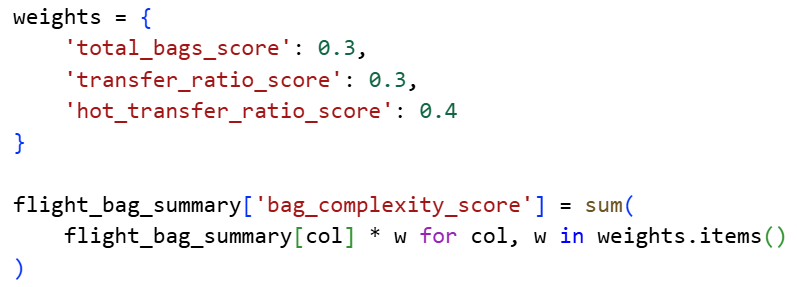 weights = {
    'total_bags_score': 0.3,
    'transfer_ratio_score': 0.3,
    'hot_transfer_ratio_score': 0.4
}

flight_bag_summary['bag_complexity_score'] = sum(
    flight_bag_summary[col] * w for col, w in weights.items()
)